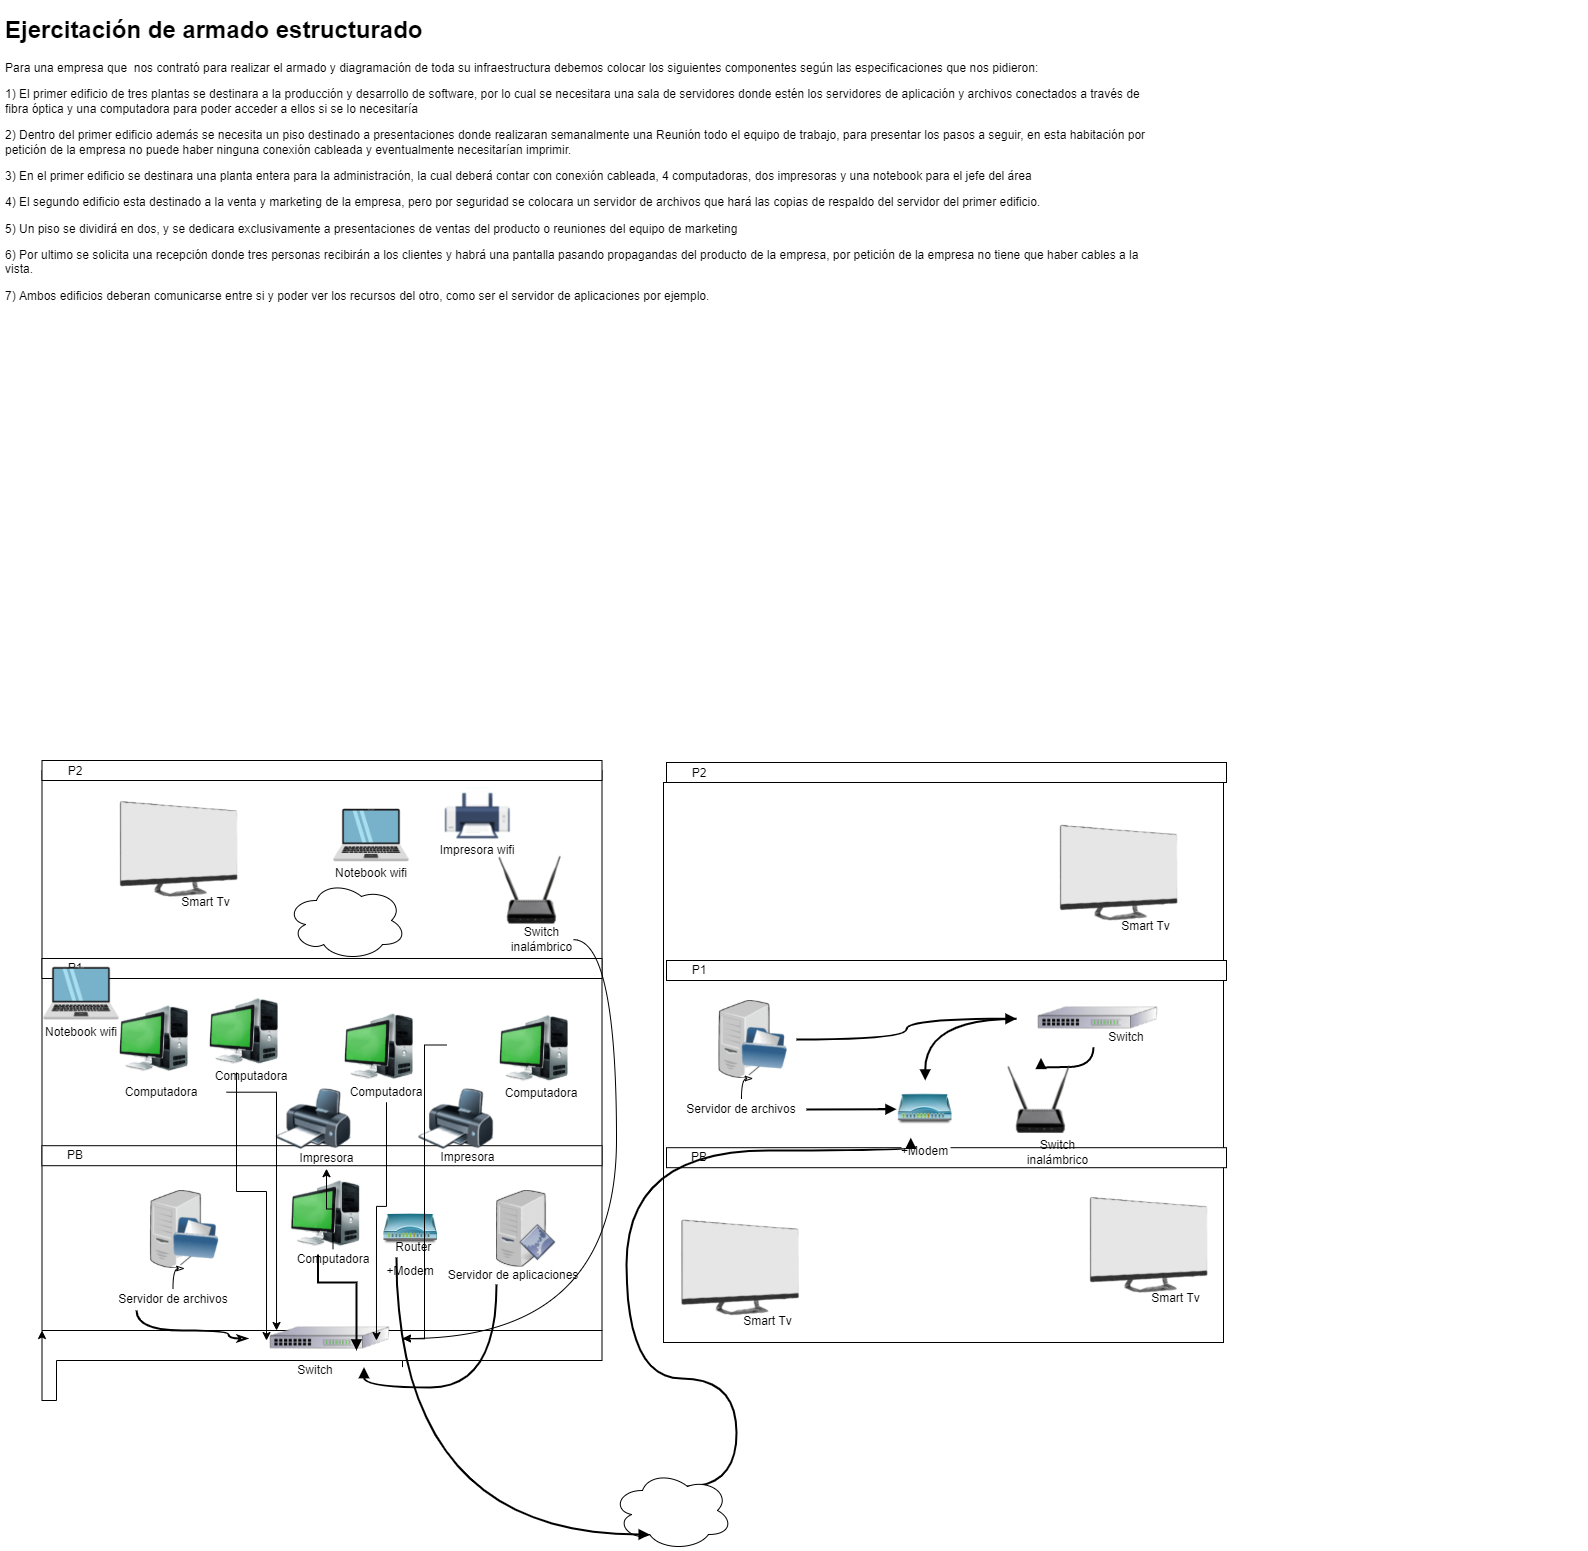 Ejercitación de armado estructurado
Para una empresa que  nos contrató para realizar el armado y diagramación de toda su infraestructura debemos colocar los siguientes componentes según las especificaciones que nos pidieron:
1) El primer edificio de tres plantas se destinara a la producción y desarrollo de software, por lo cual se necesitara una sala de servidores donde estén los servidores de aplicación y archivos conectados a través de
fibra óptica y una computadora para poder acceder a ellos si se lo necesitaría
2) Dentro del primer edificio además se necesita un piso destinado a presentaciones donde realizaran semanalmente una Reunión todo el equipo de trabajo, para presentar los pasos a seguir, en esta habitación por
petición de la empresa no puede haber ninguna conexión cableada y eventualmente necesitarían imprimir.
3) En el primer edificio se destinara una planta entera para la administración, la cual deberá contar con conexión cableada, 4 computadoras, dos impresoras y una notebook para el jefe del área
4) El segundo edificio esta destinado a la venta y marketing de la empresa, pero por seguridad se colocara un servidor de archivos que hará las copias de respaldo del servidor del primer edificio.
5) Un piso se dividirá en dos, y se dedicara exclusivamente a presentaciones de ventas del producto o reuniones del equipo de marketing
6) Por ultimo se solicita una recepción donde tres personas recibirán a los clientes y habrá una pantalla pasando propagandas del producto de la empresa, por petición de la empresa no tiene que haber cables a la
vista.
7) Ambos edificios deberan comunicarse entre si y poder ver los recursos del otro, como ser el servidor de aplicaciones por ejemplo.
P2
Smart Tv
Notebook wifi
Impresora wifi
Switch
inalámbrico
P1
Notebook wifi
Computadora
Computadora
Computadora
Computadora
Impresora
Impresora
PB
Servidor de archivos
Computadora
Router
+Modem
Servidor de aplicaciones
Switch
P2
Smart Tv
P1
Servidor de archivos
Switch
+Modem
Switch
inalámbrico
PB
Smart Tv
Smart Tv